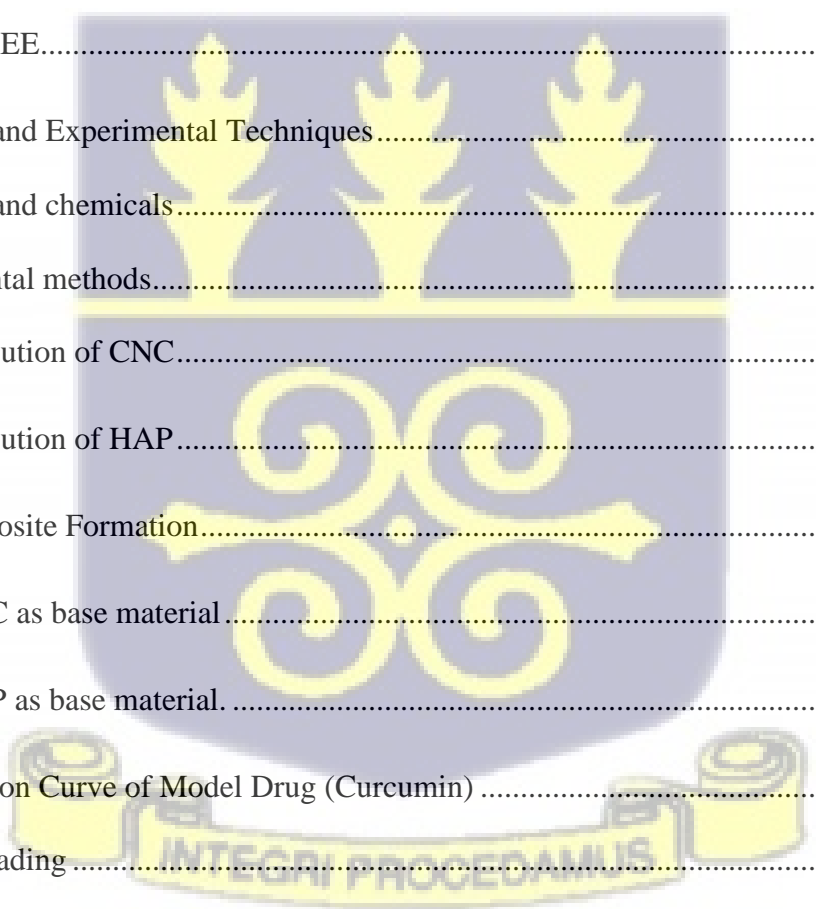 EE....................
and Experimental Techniques....................
and chemicals....................
ntal methods....................
ution of CNC....................
ution of HAP....................
osite Formation....................
C as base material....................
P as base material. ....................
on Curve of Model Drug (Curcumin) ....................
ading ....................
INTEGRI PROCEDAMUS